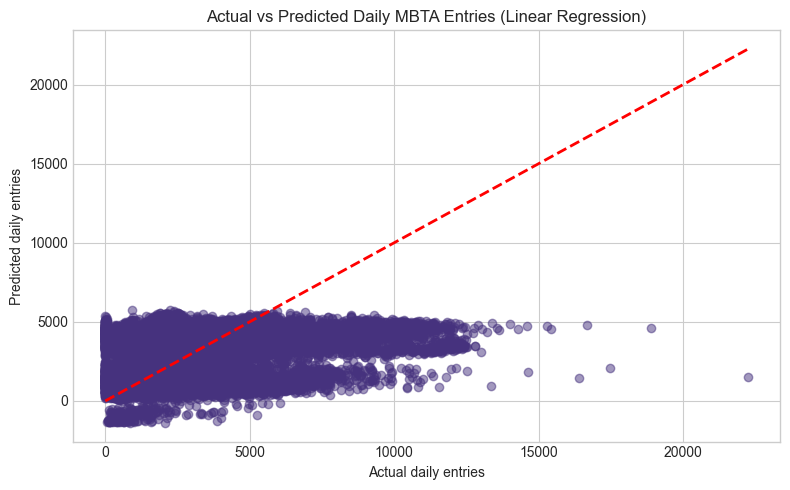 Actual vs Predicted Daily MBTA Entries (Linear Regression)
Predicted daily entries
20000
15000
10000
5000
0
0 5000 10000 15000 20000
Actual daily entries